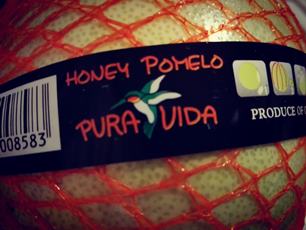 HONEY POMELO
PURA VIDA
PRODUCE OF
008583